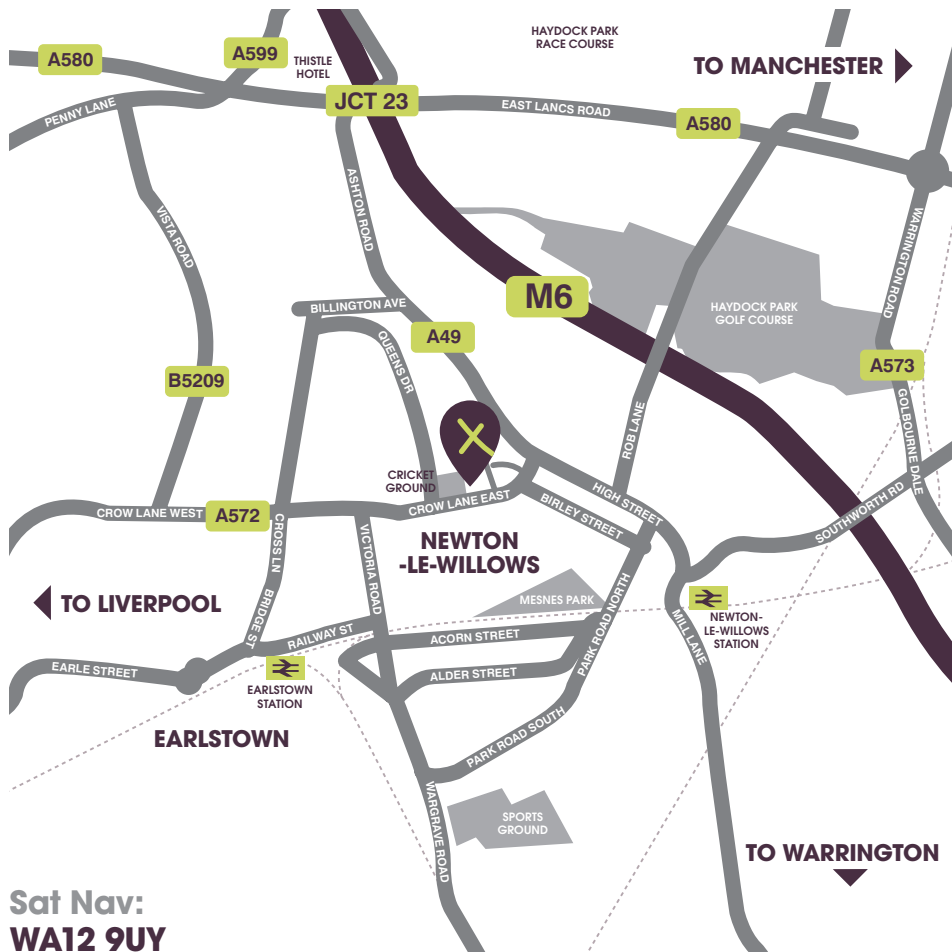 HAYDOCK PARK
RACE COURSE
A580
A599
THISTLE
HOTEL
TO MANCHESTER
JCT 23
PENNY LANE
EAST LANCS ROAD
A580
ASHTON ROAD
VISTA ROAD
WARRINGTON ROAD
M6
BILLINGTON AVE
HAYDOCK PARK
GOLF COURSE
A49
QUEENS DR
A573
B5209
ROB LANE
GOLBOURNE DALE
CRICKET
GROUND
CROW LANE EAST
HIGH STREET
BIRLEY STREET
SOUTHWORTH RD
CROW LANE WEST
A572
CROSS LN
VICTORIA ROAD
NEWTON
-LE-WILLOWS
TO LIVERPOOL
MESNES PARK
PARK ROAD NORTH
NEWTON-
LE-WILLOWS
STATION
MILL LANE
BRIDGE ST
RAILWAY ST
ACORN STREET
EARLE STREET
ALDER STREET
EARLSTOWN
STATION
EARLSTOWN
PARK ROAD SOUTH
WARGRAVE ROAD
SPORTS
GROUND
TO WARRINGTON
Sat Nav:
WA12 9UY